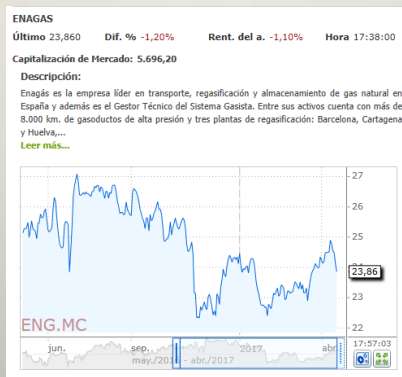 ENAGAS
Último 23,860 Dif. % -1,20% Rent. del a. -1,10% Hora 17:38:00
Capitalización de Mercado: 5.696,20
Descripción:
Enagás es la empresa líder en transporte, regasificación y almacenamiento de gas natural en
España y además es el Gestor Técnico del Sistema Gasista. Entre sus activos cuenta con más de
8.000 km. de gasoductos de alta presión y tres plantas de regasificación: Barcelona, Cartagena
y Huelva,...
Leer más...
27
26
25
24
23,86
23
22
ENG.MC
jun. sep. 2017 abr
may./201 - abr./2017
17:57:03